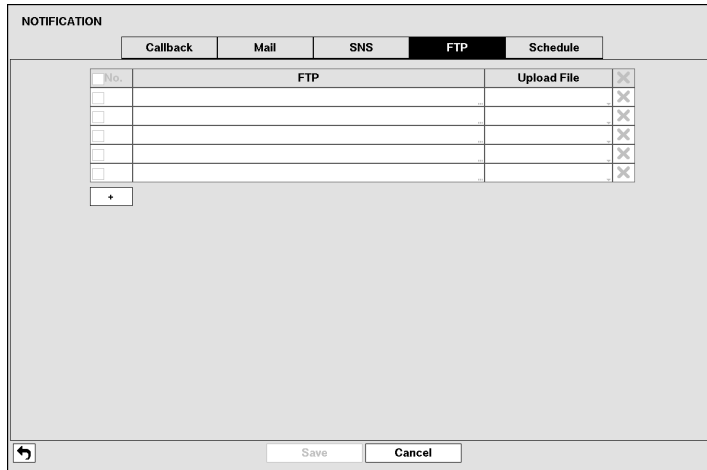 NOTIFICATION
Callback Mail SNS FTP Schedule
No. FTP Upload File
+
Save Cancel